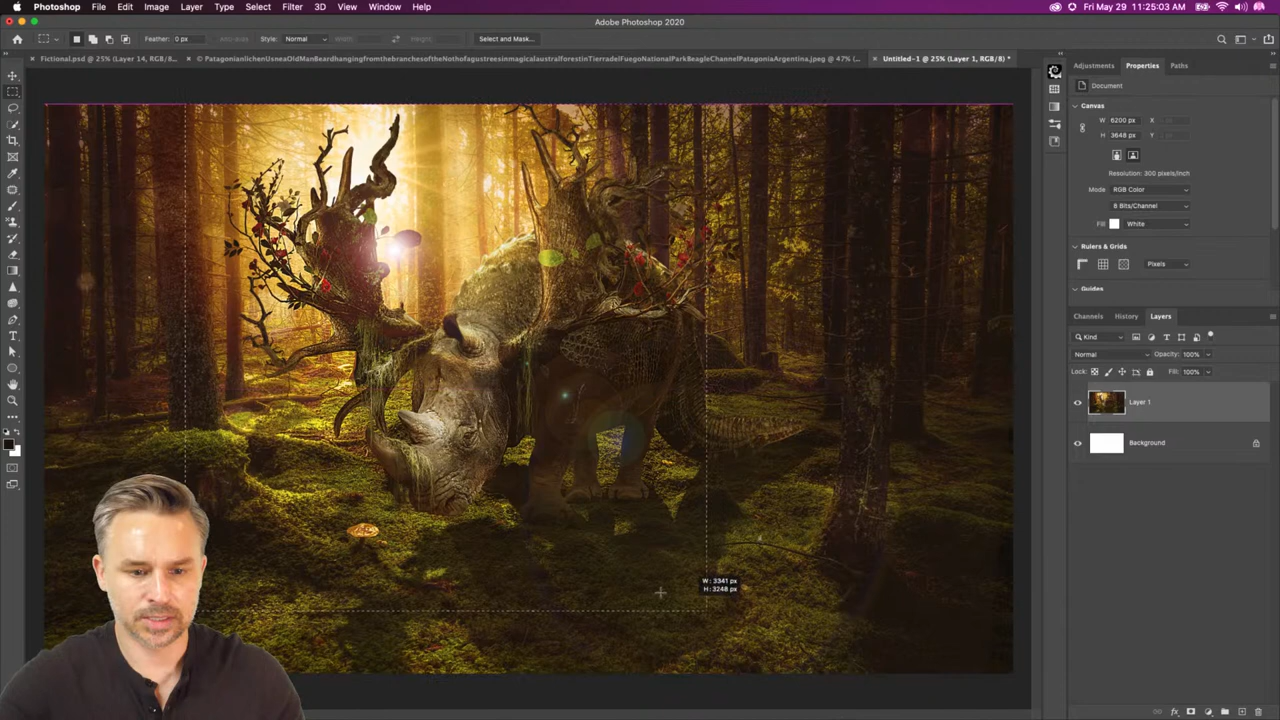 Photoshop File Edit Image Layer Type Select Filter 3D View Window Help
Fri May 29 11:25:03 AM
Adobe Photoshop 2020
Feather: 0 px
Style: Normal
Select and Mask...
Fictional.psd @ 25% (Layer 14, RGB/8...
© PatagonianlichenUsneaOldManBeardhangingfromthebranchesoftheNothofagustreesinmagicalaustralforestinTierradelFuegoNationalParkBeagleChannelPatagoniaArgentina.jpeg @ 47% (...
Untitled-1 @ 25% (Layer 1, RGB/8) *
Adjustments Properties Paths
Document
Canvas
W 6200 px X
H 3648 px Y
Resolution: 300 pixels/inch
Mode RGB Color
8 Bits/Channel
Fill White
Rulers & Grids
Pixels
Guides
Channels History Layers
Kind
Normal Opacity: 100%
Lock: Fill: 100%
Layer 1
Background
W : 3341 px
H : 3248 px